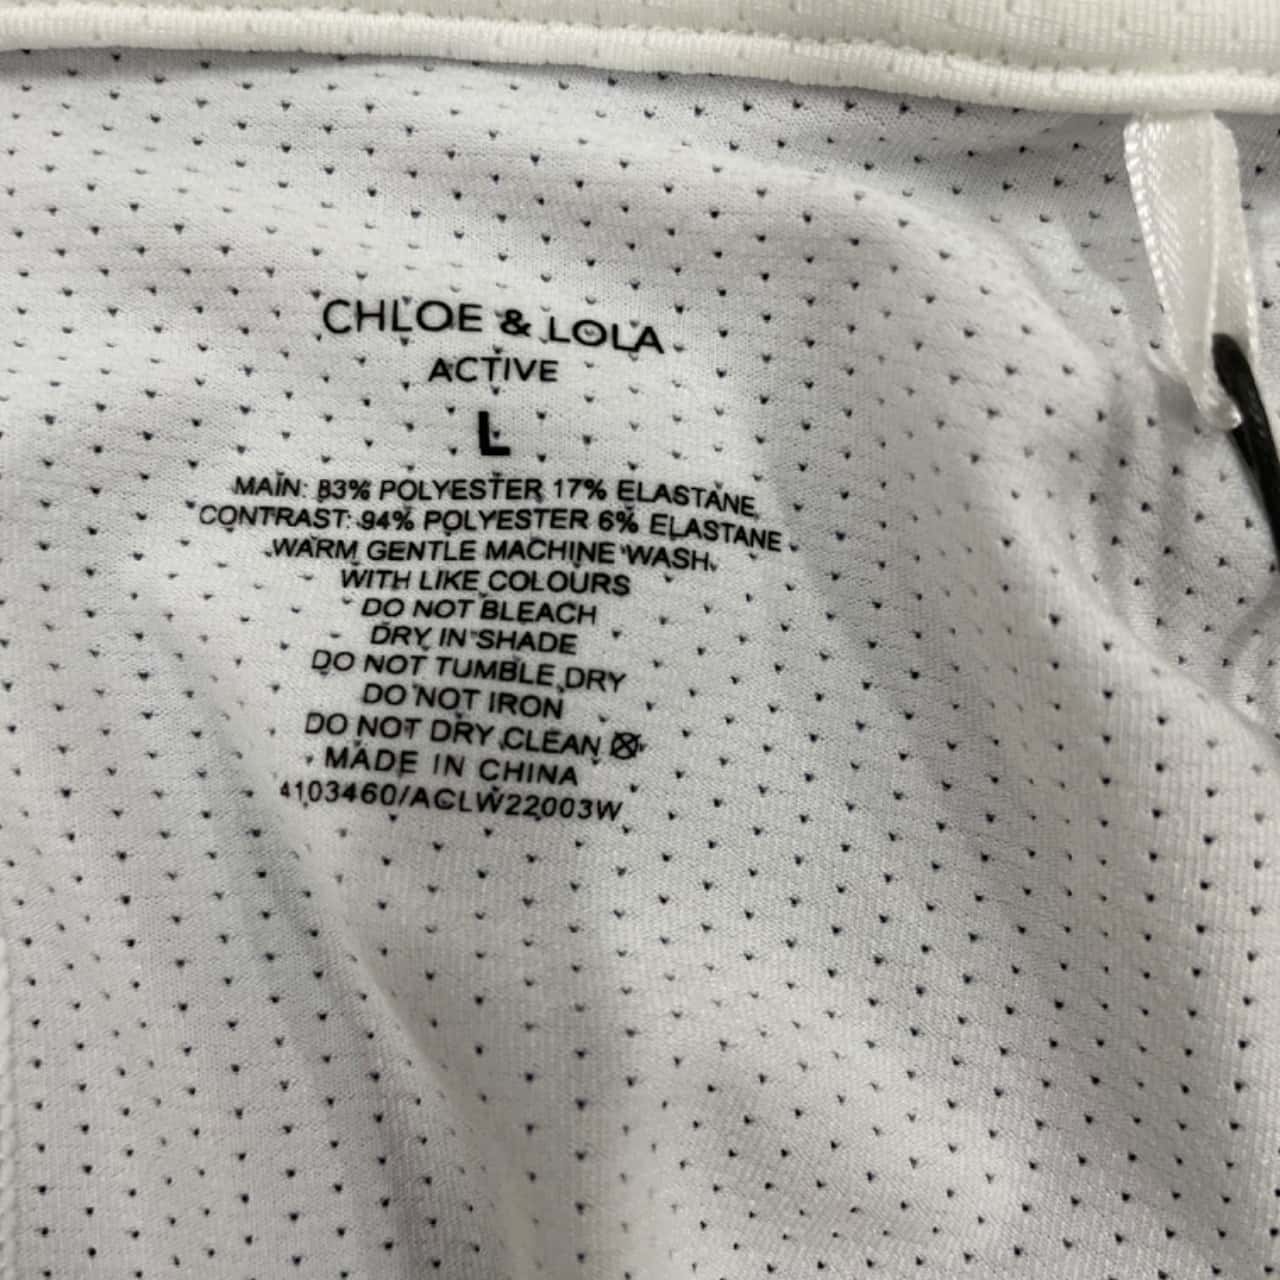 CHLOE & LOLA
ACTIVE
L
MAIN: 83% POLYESTER 17% ELASTANE
CONTRAST: 94% POLYESTER 6% ELASTANE
WARM GENTLE MACHINE WASH
WITH LIKE COLOURS
DO NOT BLEACH
DRY IN SHADE
DO NOT TUMBLE DRY
DO NOT IRON
DO NOT DRY CLEAN
MADE IN CHINA
4103460/ACLW22003W